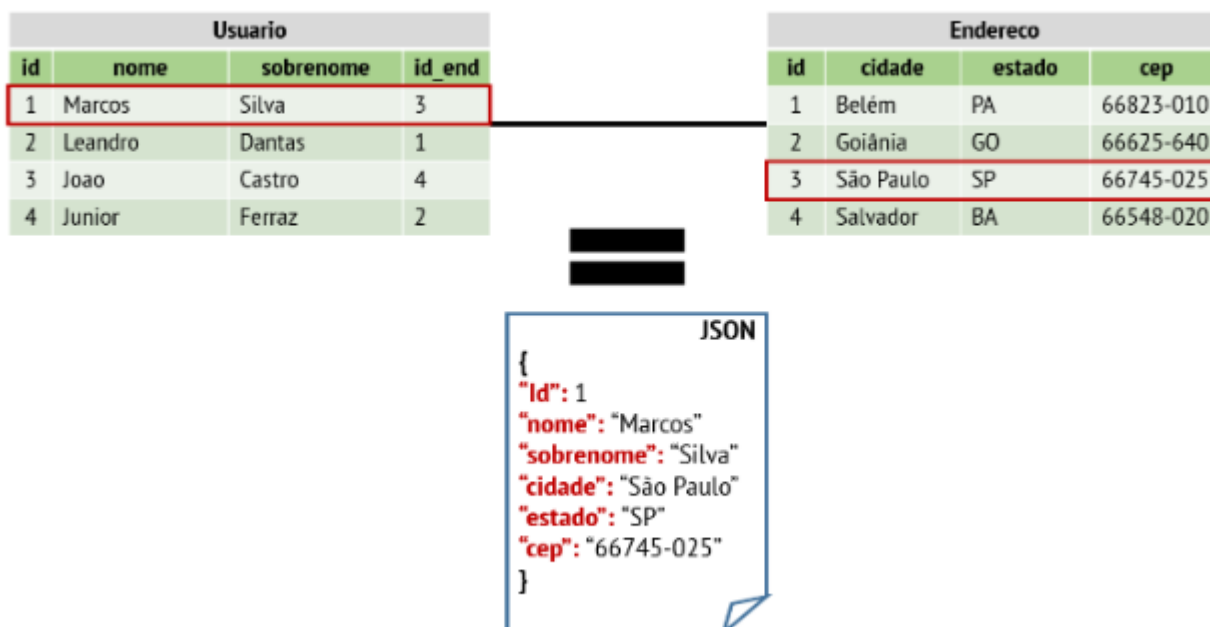 Usuario
id nome sobrenome id_end
1 Marcos Silva 3
2 Leandro Dantas 1
3 Joao Castro 4
4 Junior Ferraz 2
Endereco
id cidade estado cep
1 Belém PA 66823-010
2 Goiânia GO 66625-640
3 São Paulo SP 66745-025
4 Salvador BA 66548-020
JSON
{
“Id”: 1
“nome”: “Marcos”
“sobrenome”: “Silva”
“cidade”: “São Paulo”
“estado”: “SP”
“cep”: “66745-025”
}